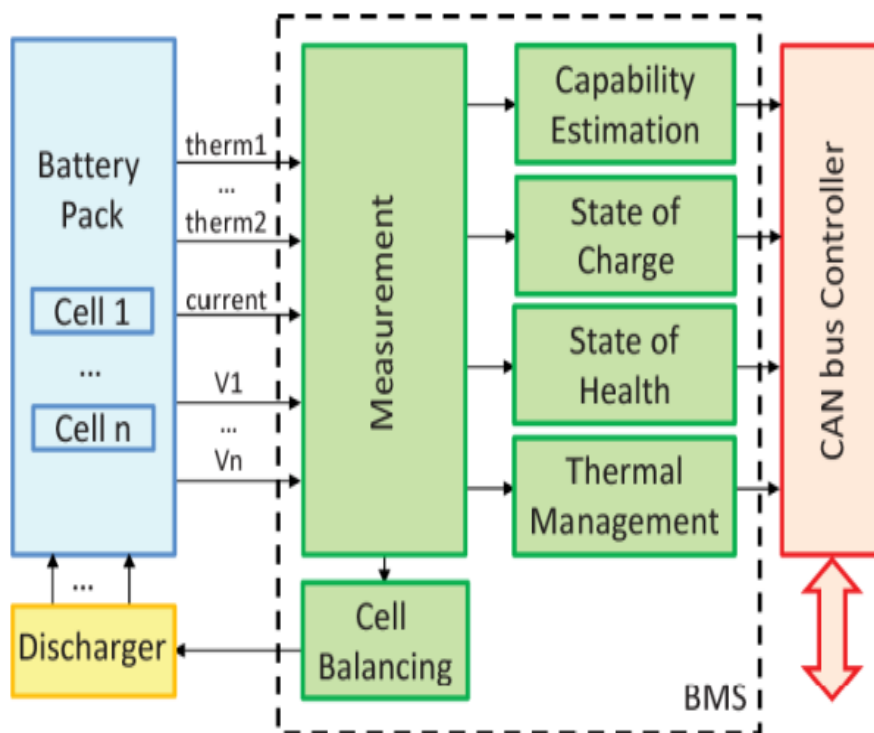 Battery
Pack
Cell 1
...
Cell n
therm1
...
therm2
current
V1
...
Vn
Measurement
Capability
Estimation
State of
Charge
State of
Health
Thermal
Management
CAN bus Controller
...
Discharger
Cell
Balancing
BMS